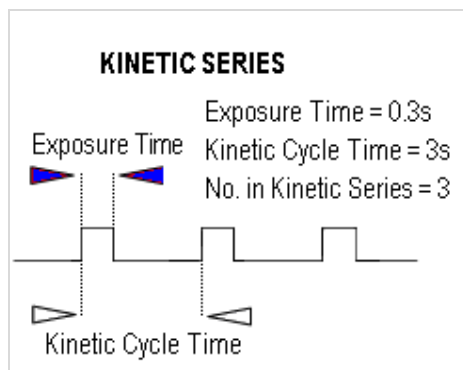 KINETIC SERIES
Exposure Time = 0.3s
Exposure Time
Kinetic Cycle Time = 3s
No. in Kinetic Series = 3
Kinetic Cycle Time